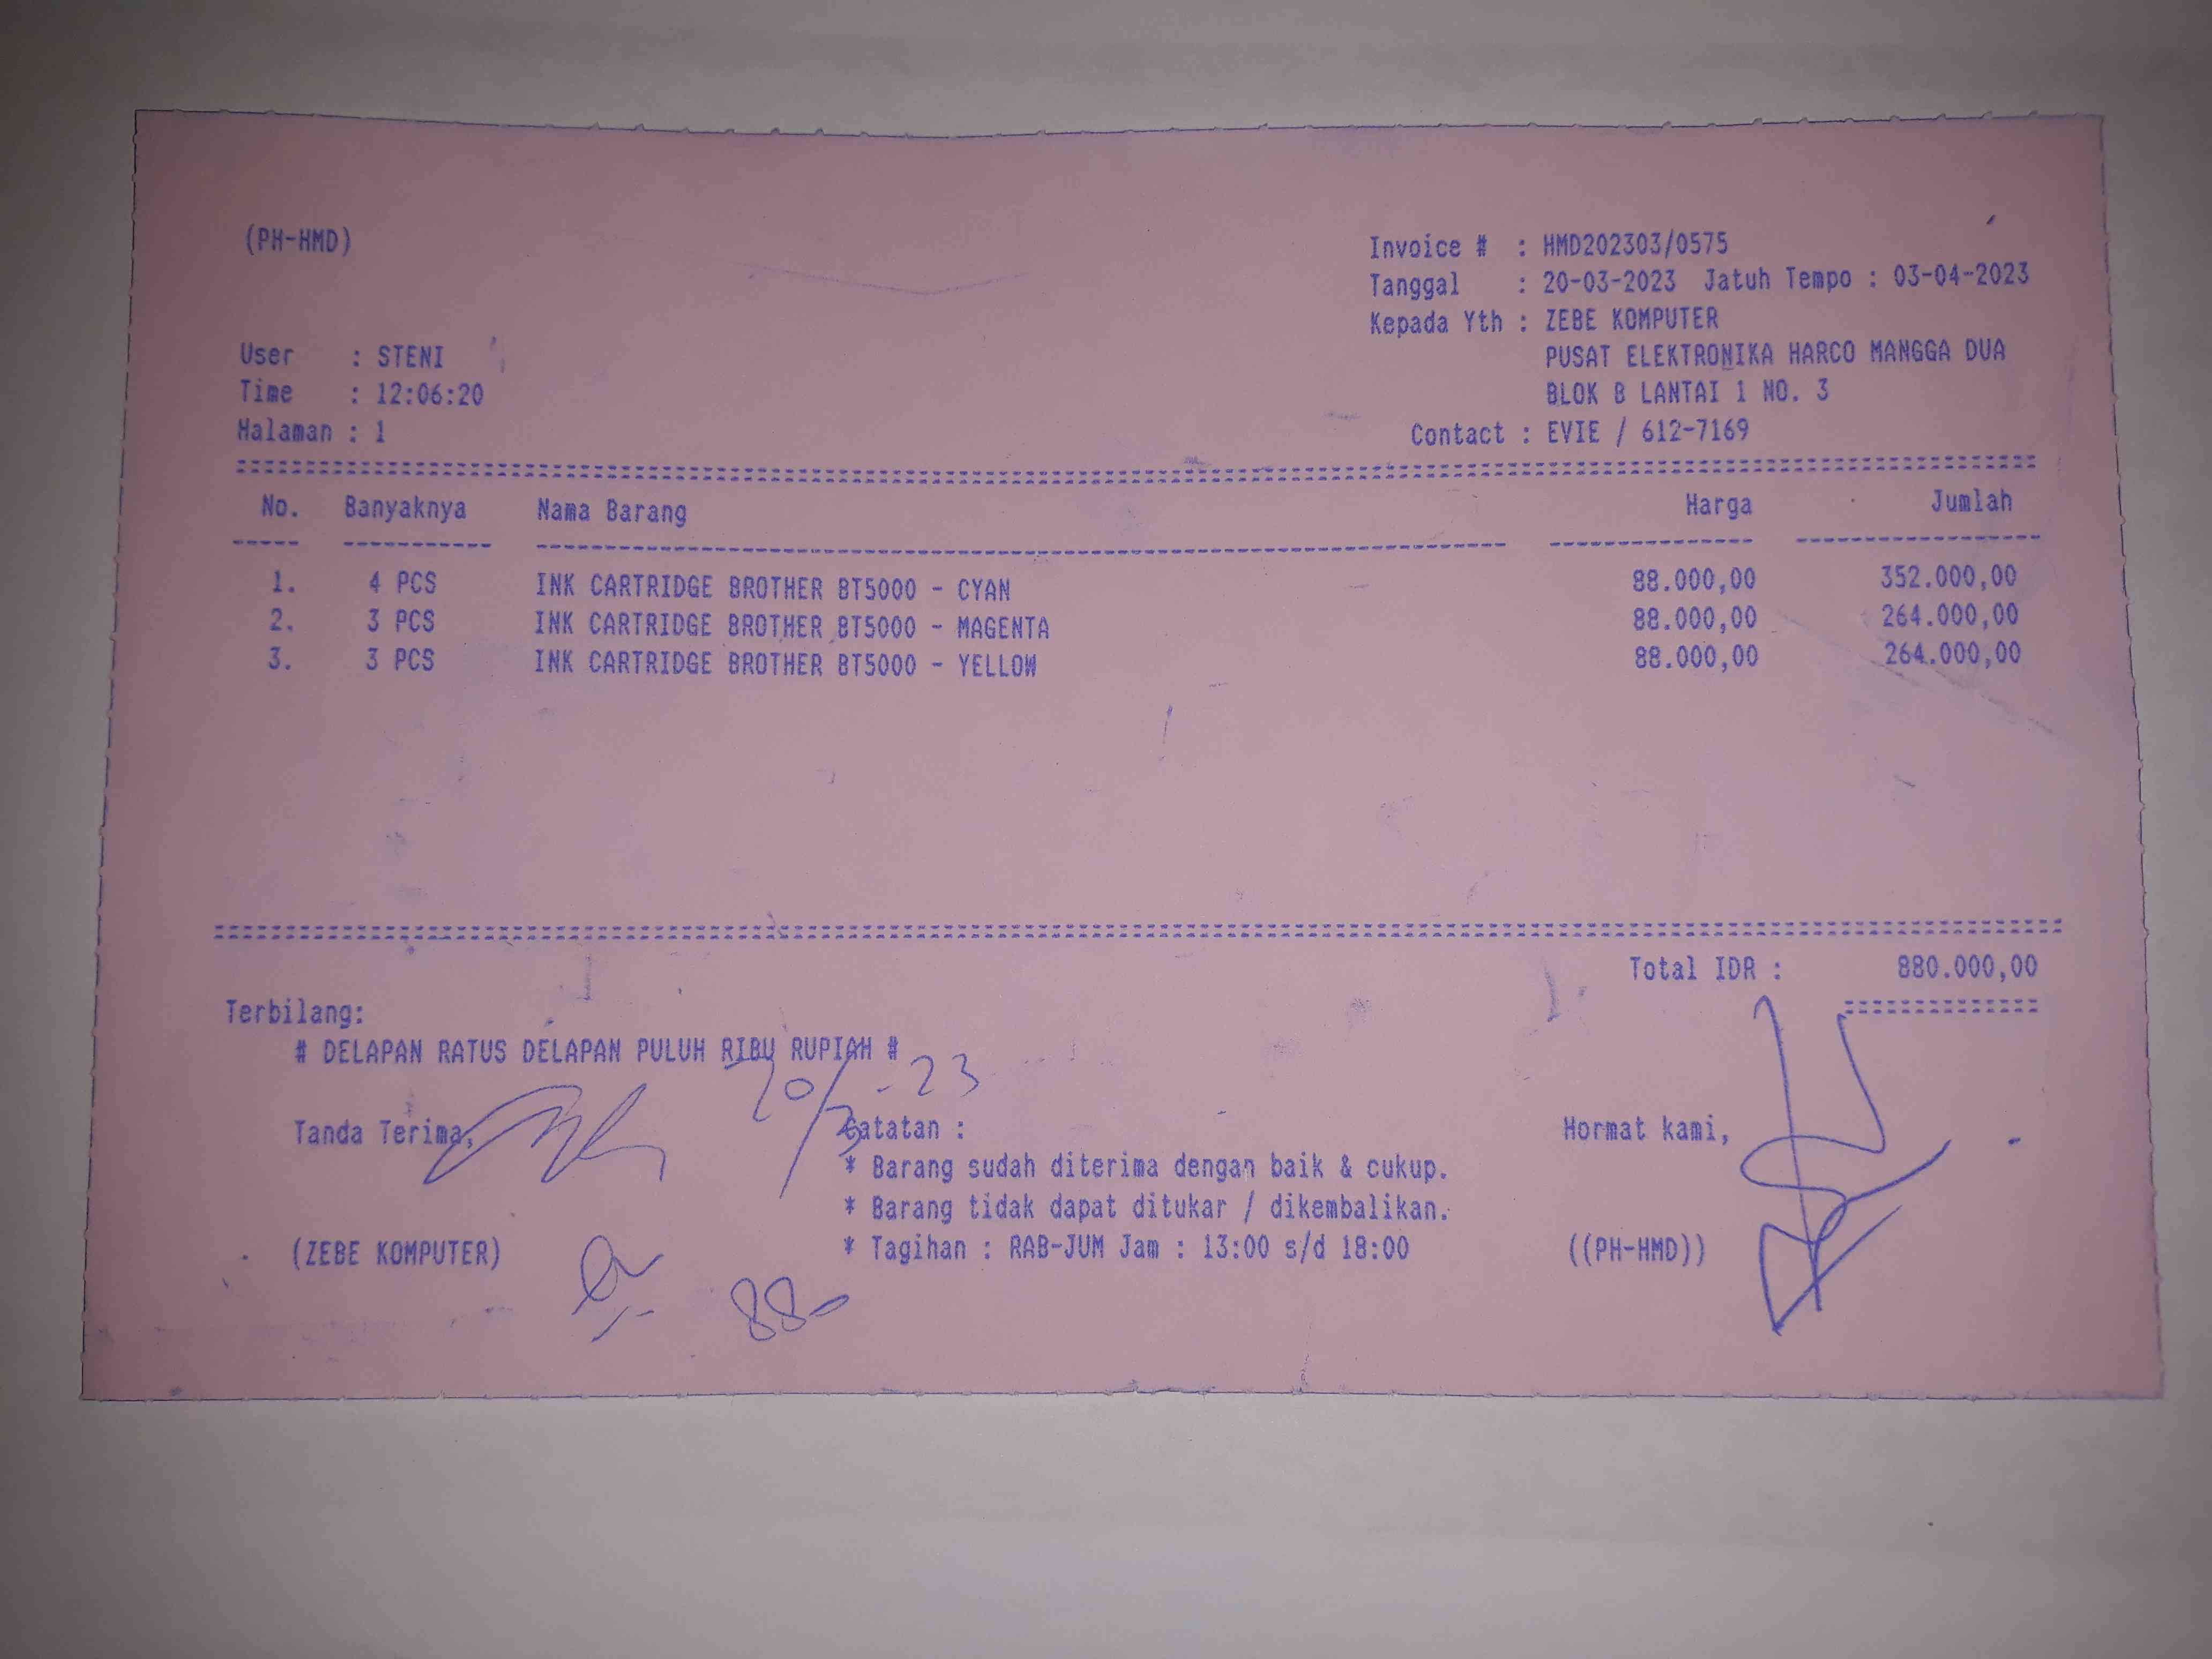 (PH-HMD)
Invoice # : HMD202303/0575
Tanggal : 20-03-2023 Jatuh Tempo : 03-04-2023
Kepada Yth : ZEBE KOMPUTER
PUSAT ELEKTRONIKA HARCO MANGGA DUA
BLOK B LANTAI 1 NO. 3
Contact : EVIE / 612-7169
User : STENI
Time : 12:06:20
Halaman : 1
No. Banyaknya Nama Barang Harga Jumlah
1. 4 PCS INK CARTRIDGE BROTHER BT5000 - CYAN 88.000,00 352.000,00
2. 3 PCS INK CARTRIDGE BROTHER BT5000 - MAGENTA 88.000,00 264.000,00
3. 3 PCS INK CARTRIDGE BROTHER BT5000 - YELLOW 88.000,00 264.000,00
Total IDR : 880.000,00
Terbilang:
# DELAPAN RATUS DELAPAN PULUH RIBU RUPIAH #
20/3-23
Tanda Terima,
Catatan :
* Barang sudah diterima dengan baik & cukup.
* Barang tidak dapat ditukar / dikembalikan.
* Tagihan : RAB-JUM Jam : 13:00 s/d 18:00
Hormat kami,
(ZEBE KOMPUTER)
((PH-HMD))